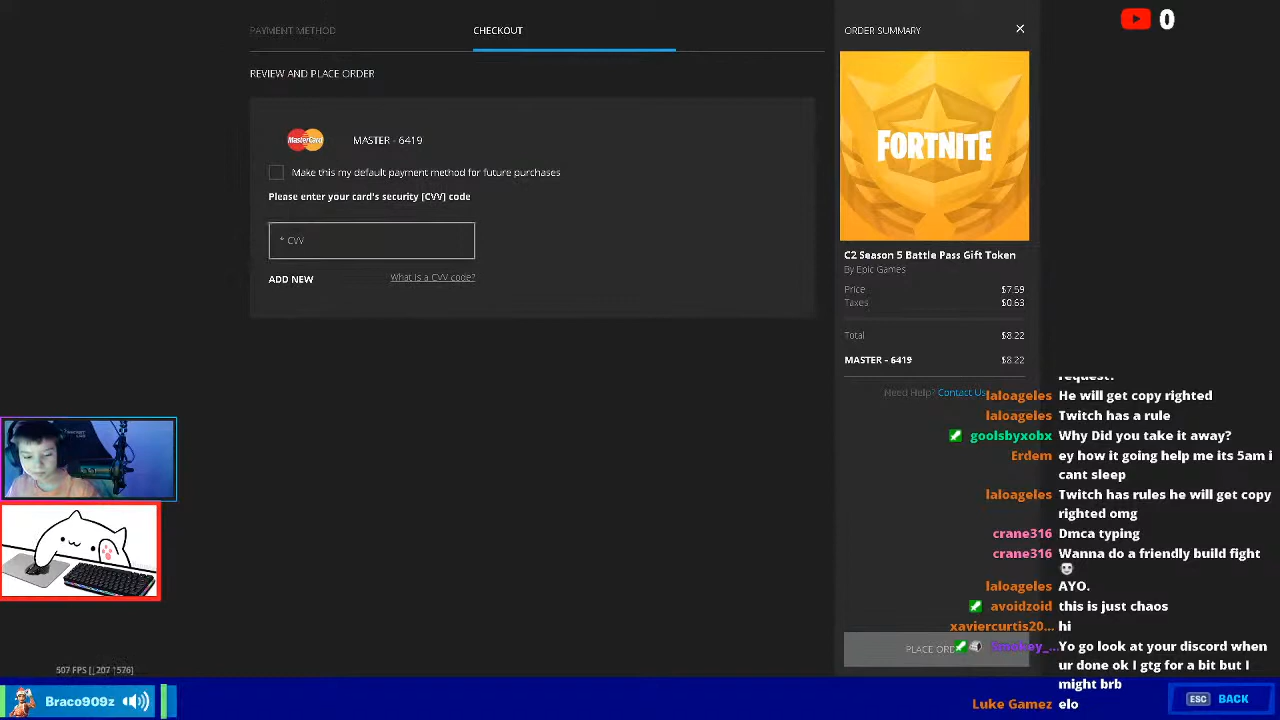 PAYMENT METHOD
CHECKOUT
REVIEW AND PLACE ORDER
MasterCard
MASTER - 6419
Make this my default payment method for future purchases
Please enter your card's security [CVV] code
* CVV
ADD NEW
What is a CVV code?
ORDER SUMMARY
FORTNITE
C2 Season 5 Battle Pass Gift Token
By Epic Games
Price $7.59
Taxes $0.63
Total $8.22
MASTER - 6419 $8.22
Need Help? Contact Us
0
request?
laloageles He will get copy righted
laloageles Twitch has a rule
goolsbyxobx Why Did you take it away?
Erdem ey how it going help me its 5am i
cant sleep
laloageles Twitch has rules he will get copy
righted omg
crane316 Dmca typing
crane316 Wanna do a friendly build fight
laloageles AYO.
avoidzoid this is just chaos
xaviercurtis20... hi
Yo go look at your discord when
ur done ok I gtg for a bit but I
might brb
Luke Gamez elo
PLACE ORD
507 FPS [
Braco909z
ESC BACK